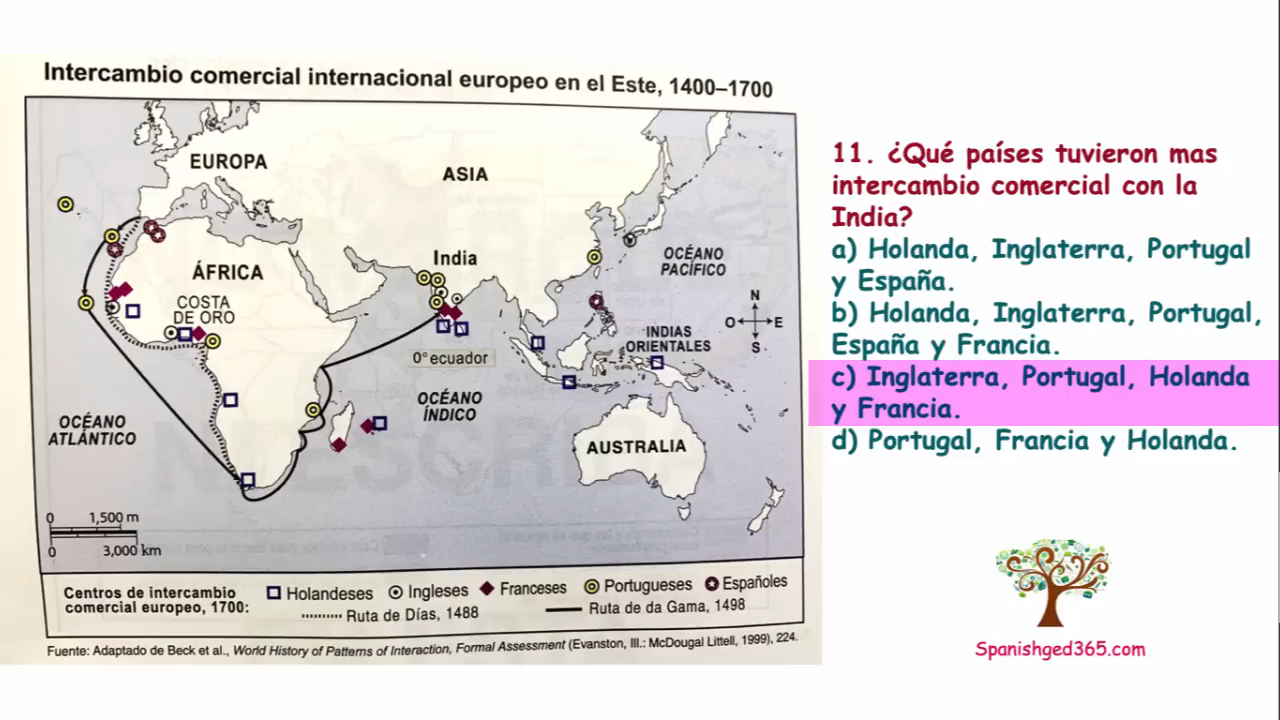 Intercambio comercial internacional europeo en el Este, 1400–1700
EUROPA
ASIA
India
ÁFRICA
COSTA
DE ORO
OCÉANO
PACÍFICO
N
O
E
S
INDIAS
ORIENTALES
0° ecuador
OCÉANO
ÍNDICO
OCÉANO
ATLÁNTICO
AUSTRALIA
0 1,500 m
0 3,000 km
Centros de intercambio
comercial europeo, 1700:
Holandeses
Ingleses
Franceses
Portugueses
Españoles
Ruta de Días, 1488
Ruta de da Gama, 1498
Fuente: Adaptado de Beck et al., World History of Patterns of Interaction, Formal Assessment (Evanston, Ill.: McDougal Littell, 1999), 224.
11. ¿Qué países tuvieron mas
intercambio comercial con la
India?
a) Holanda, Inglaterra, Portugal
y España.
b) Holanda, Inglaterra, Portugal,
España y Francia.
c) Inglaterra, Portugal, Holanda
y Francia.
d) Portugal, Francia y Holanda.
Spanishged365.com